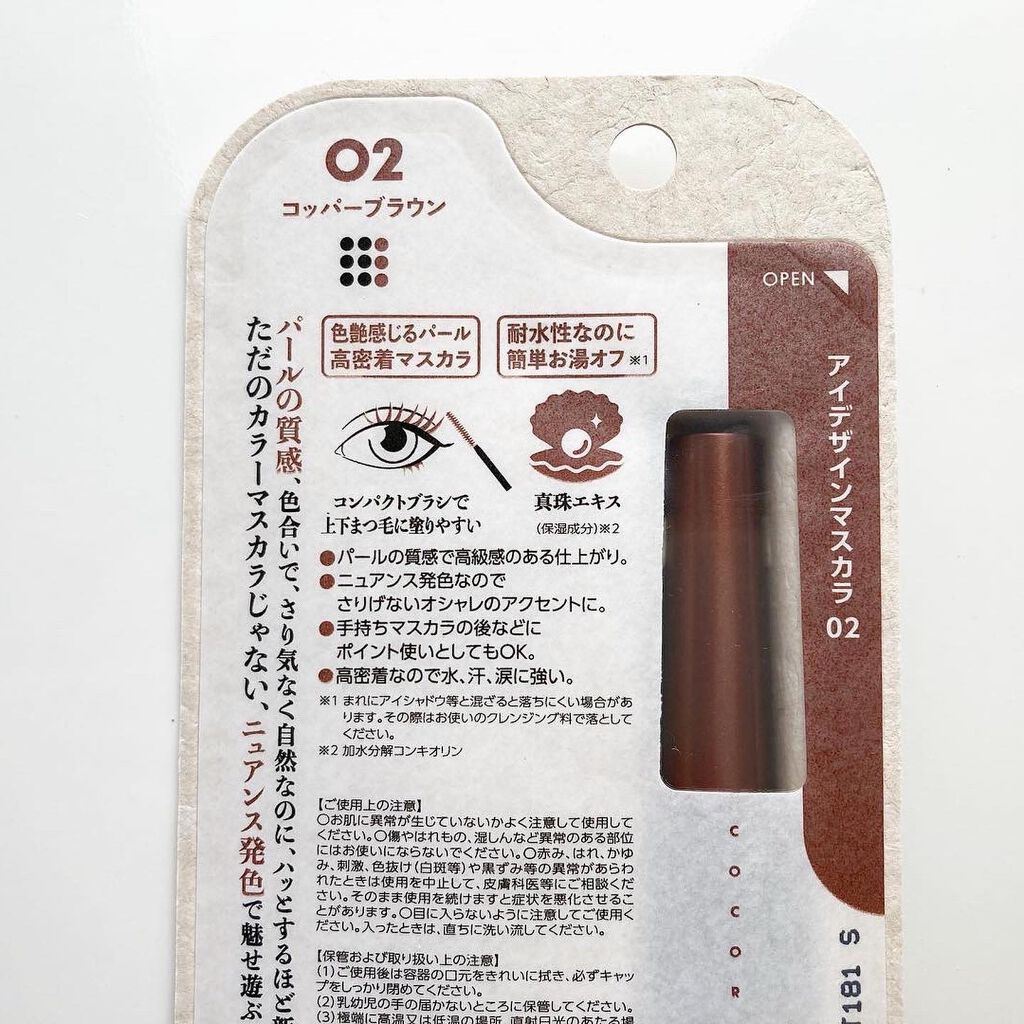 02
コッパーブラウン
OPEN
アイデザインマスカラ 02
パールの質感、色合いで、さり気なく自然なのに、ハッとするほど新
ただのカラーマスカラじゃない、ニュアンス発色で魅せ遊ぶ
色艶感じるパール
高密着マスカラ
耐水性なのに
簡単お湯オフ※1
コンパクトブラシで
上下まつ毛に塗りやすい
真珠エキス
(保湿成分)※2
●パールの質感で高級感のある仕上がり。
●ニュアンス発色なので
さりげないオシャレのアクセントに。
●手持ちマスカラの後などに
ポイント使いとしてもOK。
●高密着なので水、汗、涙に強い。
※1 まれにアイシャドウ等と混ざると落ちにくい場合があ
ります。その際はお使いのクレンジング料で落として
ください。
※2 加水分解コンキオリン
【ご使用上の注意】
○お肌に異常が生じていないかよく注意して使用して
ください。○傷やはれもの、湿しんなど異常のある部位
にはお使いにならないでください。○赤み、はれ、かゆ
み、刺激、色抜け(白斑等)や黒ずみ等の異常があらわ
れたときは使用を中止して、皮膚科医等にご相談くだ
さい。そのまま使用を続けますと症状を悪化させるこ
とがあります。○目に入らないように注意してご使用く
ださい。入ったときは、直ちに洗い流してください。
【保管および取り扱い上の注意】
(1)ご使用後は容器の口元をきれいに拭き、必ずキャッ
プをしっかり閉めてください。
(2)乳幼児の手の届かないところに保管してください。
(3)極端に高温又は低温の場所、直射日光のあたる場
COCOR
T181 S